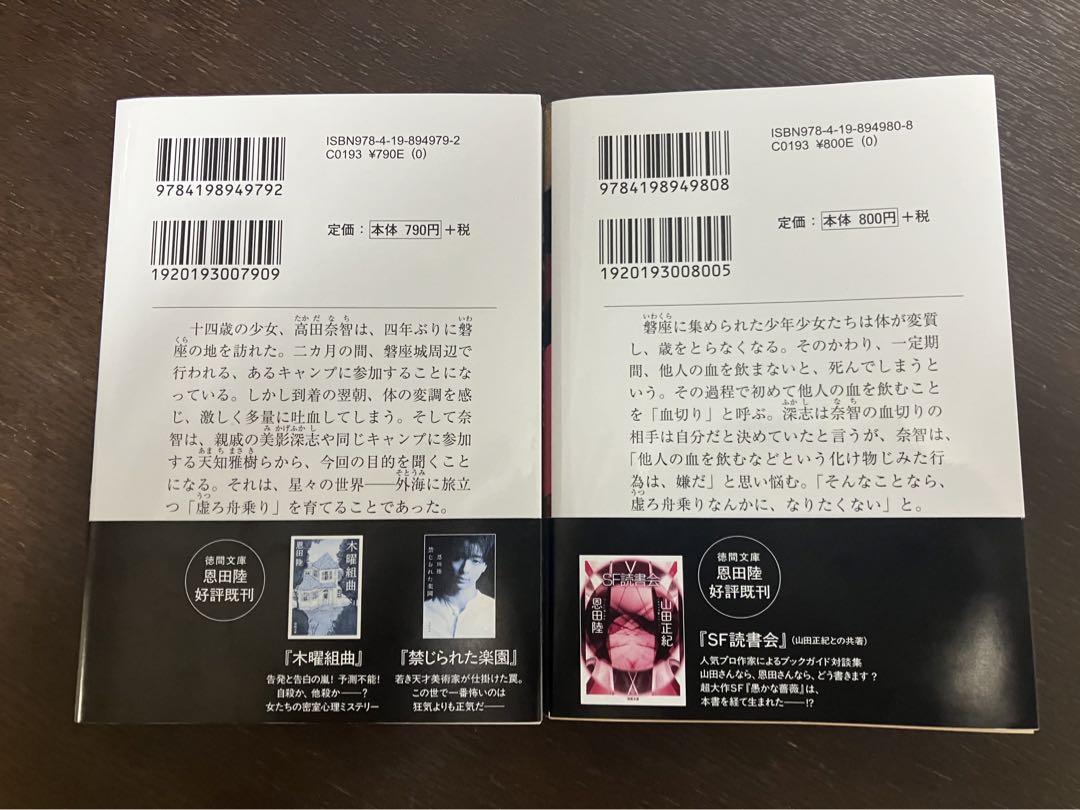 ISBN978-4-19-894979-2
C0193 ¥790E (0)
9784198949792
定価：本体 790円＋税
1920193007909
十四歳の少女、高田奈智は、四年ぶりに磐
座の地を訪れた。二カ月の間、磐座城周辺で
行われる、あるキャンプに参加することにな
っている。しかし到着の翌朝、体の変調を感
じ、激しく多量に吐血してしまう。そして奈
智は、親戚の美影深志や同じキャンプに参加
する天知雅樹らから、今回の目的を聞くこと
になる。それは、星々の世界──外海に旅立
つ「虚ろ舟乗り」を育てることであった。
徳間文庫
恩田陸
好評既刊
木曜組曲
恩田陸
恩田陸
禁じられた楽園
『木曜組曲』
告発と告白の嵐！予測不能！
自殺か、他殺か──？
女たちの密室心理ミステリー
『禁じられた楽園』
若き天才美術家が仕掛けた罠。
この世で一番怖いのは
狂気よりも正気だ──
ISBN978-4-19-894980-8
C0193 ¥800E (0)
9784198949808
定価：本体 800円＋税
1920193008005
磐座に集められた少年少女たちは体が変質
し、歳をとらなくなる。そのかわり、一定期
間、他人の血を飲まないと、死んでしまうと
いう。その過程で初めて他人の血を飲むこと
を「血切り」と呼ぶ。深志は奈智の血切りの
相手は自分だと決めていたと言うが、奈智は、
「他人の血を飲むなどという化け物じみた行
為は、嫌だ」と思い悩む。「そんなことなら、
虚ろ舟乗りなんかに、なりたくない」と。
SF読書会
山田正紀
恩田陸
徳間文庫
恩田陸
好評既刊
『SF読書会』（山田正紀との共著）
人気プロ作家によるブックガイド対談集
山田さんなら、恩田さんなら、どう書きます？
超大作SF『愚かな薔薇』は、
本書を経て生まれた──!?